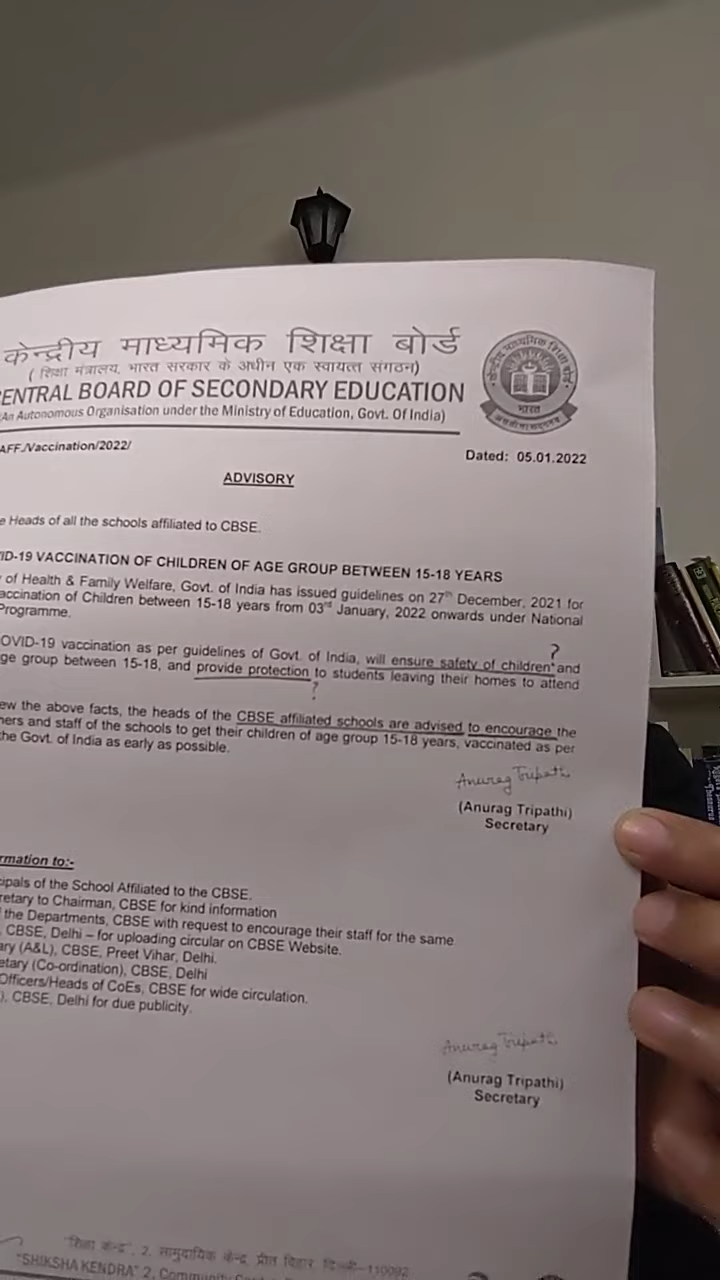 केन्द्रीय माध्यमिक शिक्षा बोर्ड
( शिक्षा मंत्रालय, भारत सरकार के अधीन एक स्वायत्त संगठन)
ENTRAL BOARD OF SECONDARY EDUCATION
(An Autonomous Organisation under the Ministry of Education, Govt. Of India)
भारत
AFF./Vaccination/2022/
Dated: 05.01.2022
ADVISORY
e Heads of all the schools affiliated to CBSE.
ID-19 VACCINATION OF CHILDREN OF AGE GROUP BETWEEN 15-18 YEARS
of Health & Family Welfare, Govt. of India has issued guidelines on 27th December, 2021 for
accination of Children between 15-18 years from 03rd January, 2022 onwards under National
Programme.
?
OVID-19 vaccination as per guidelines of Govt. of India, will ensure safety of children and
ge group between 15-18, and provide protection to students leaving their homes to attend
?
ew the above facts, the heads of the CBSE affiliated schools are advised to encourage the
ners and staff of the schools to get their children of age group 15-18 years, vaccinated as per
the Govt. of India as early as possible.
Anurag Tripathi
(Anurag Tripathi)
Secretary
rmation to:-
cipals of the School Affiliated to the CBSE.
retary to Chairman, CBSE for kind information
f the Departments, CBSE with request to encourage their staff for the same
, CBSE, Delhi – for uploading circular on CBSE Website.
ary (A&L), CBSE, Preet Vihar, Delhi.
etary (Co-ordination), CBSE, Delhi
Officers/Heads of CoEs, CBSE for wide circulation.
), CBSE, Delhi for due publicity.
Anurag Tripathi
(Anurag Tripathi)
Secretary
"शिक्षा केन्द्र", 2, सामुदायिक केन्द्र, प्रीत विहार, दिल्ली–110092
"SHIKSHA KENDRA" 2,